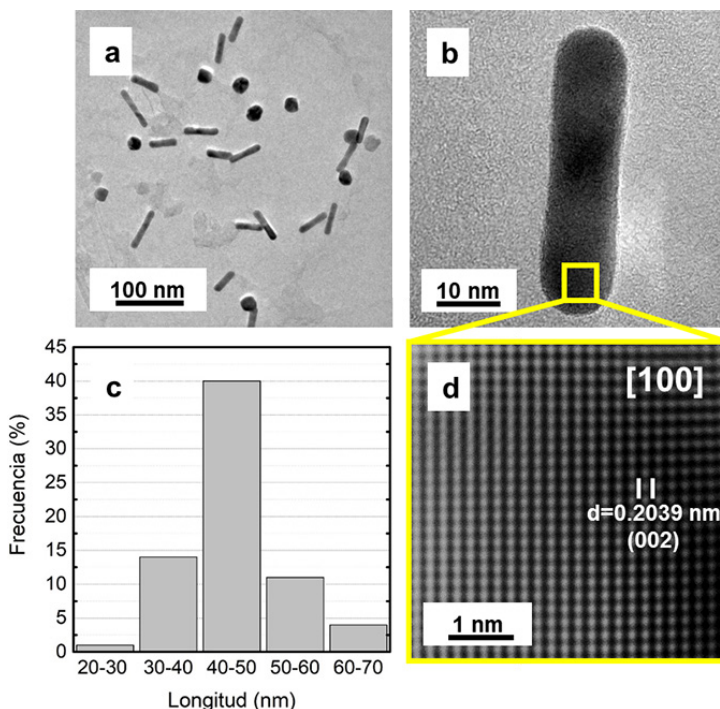 a
100 nm
b
10 nm
c
45
40
35
30
25
20
15
10
5
0
Frecuencia (%)
20-30 30-40 40-50 50-60 60-70
Longitud (nm)
d
[100]
d=0.2039 nm
(002)
1 nm